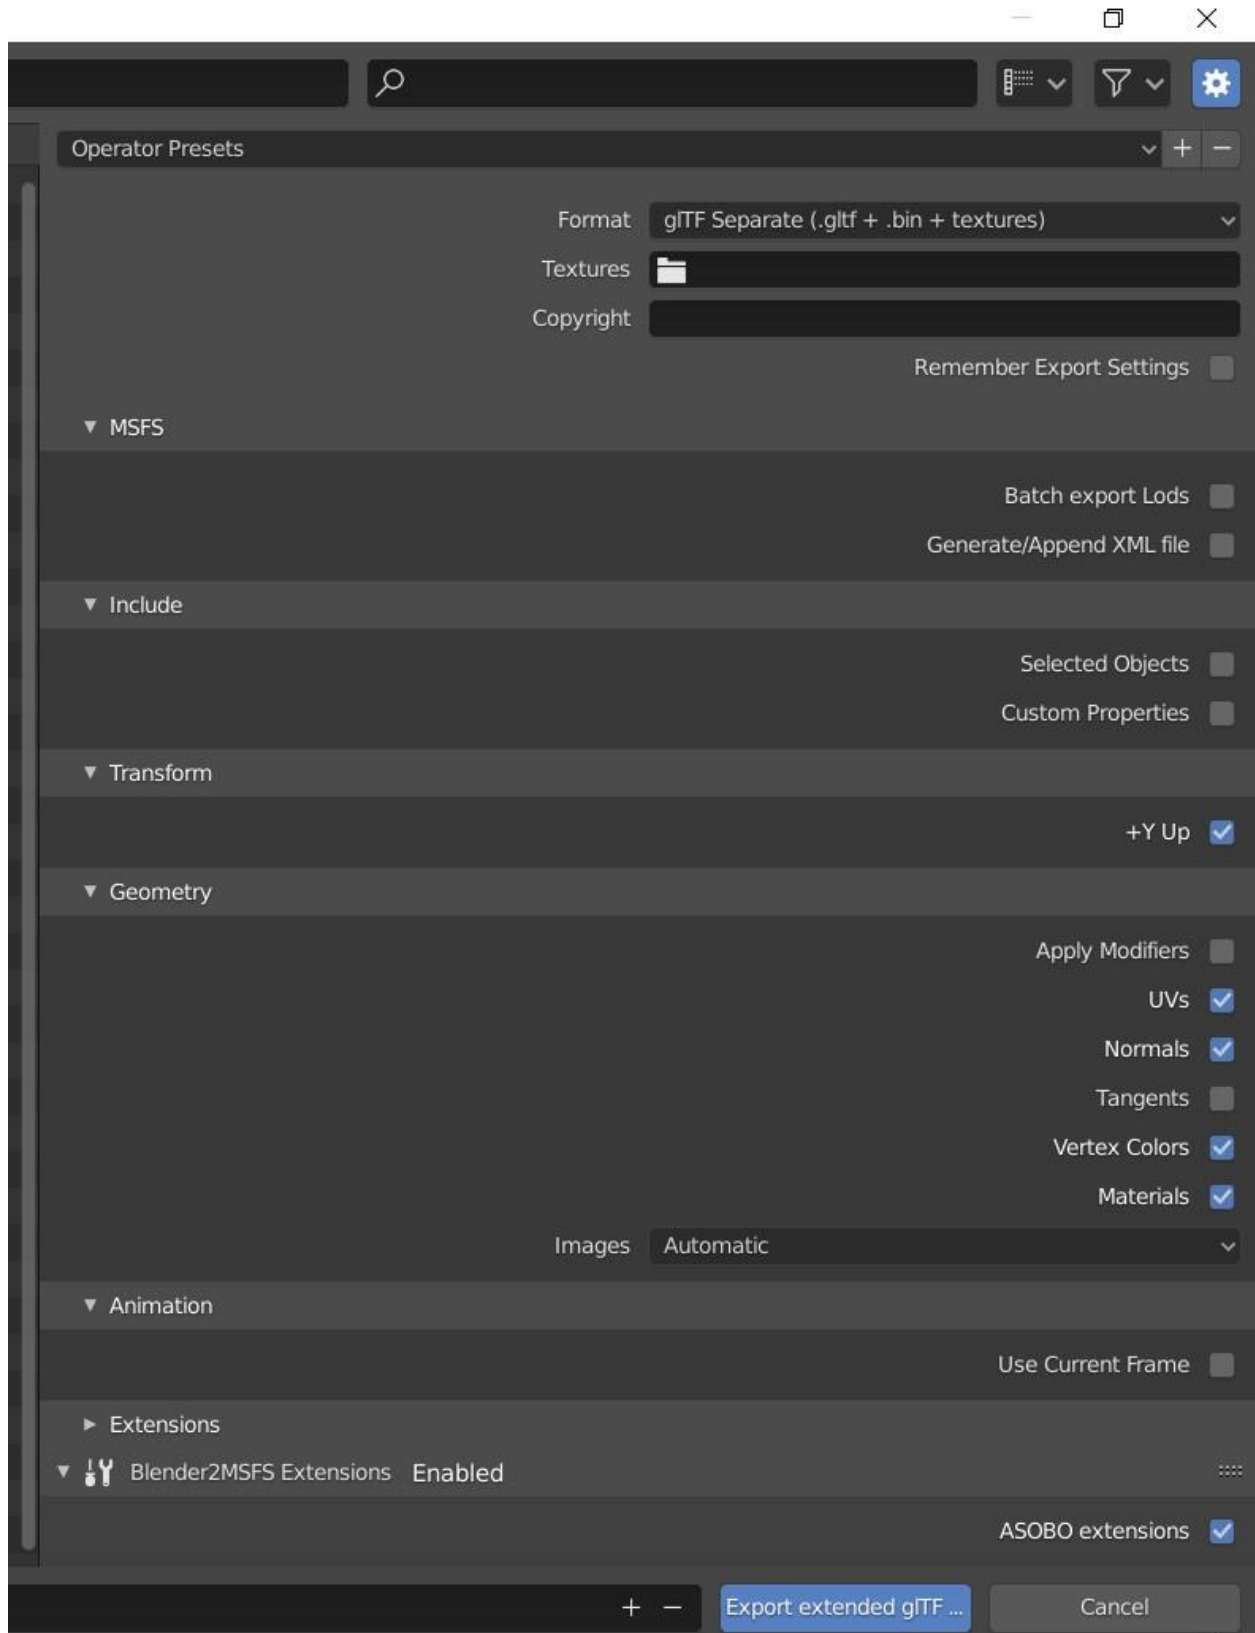 Operator Presets
Format glTF Separate (.gltf + .bin + textures)
Textures
Copyright
Remember Export Settings
MSFS
Batch export Lods
Generate/Append XML file
Include
Selected Objects
Custom Properties
Transform
+Y Up
Geometry
Apply Modifiers
UVs
Normals
Tangents
Vertex Colors
Materials
Images Automatic
Animation
Use Current Frame
Extensions
Blender2MSFS Extensions Enabled
ASOBO extensions
Export extended glTF ... Cancel